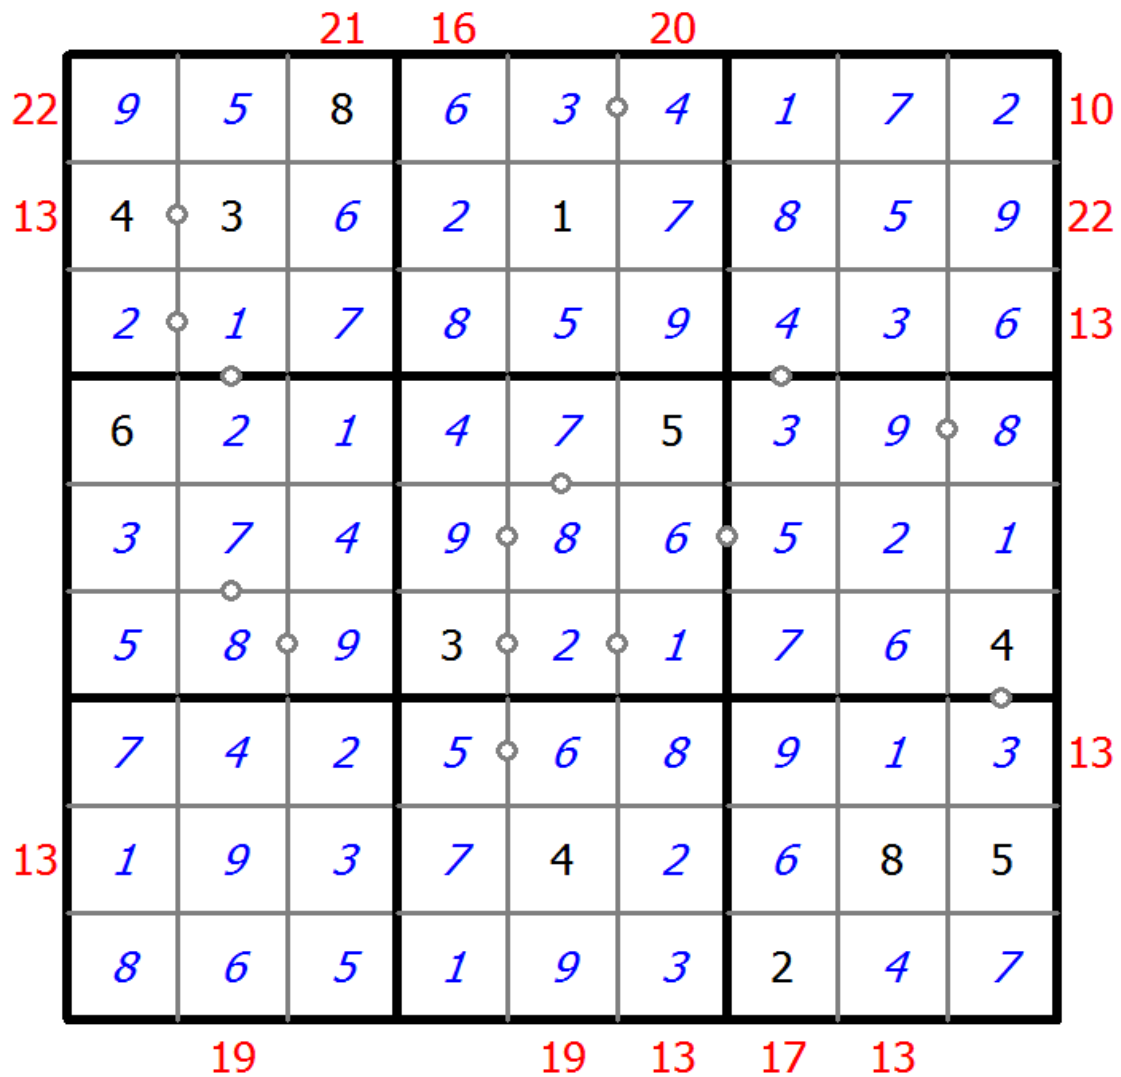 21 16 20
22 9 5 8 6 3 4 1 7 2 10
13 4 3 6 2 1 7 8 5 9 22
2 1 7 8 5 9 4 3 6 13
6 2 1 4 7 5 3 9 8
3 7 4 9 8 6 5 2 1
5 8 9 3 2 1 7 6 4
7 4 2 5 6 8 9 1 3 13
13 1 9 3 7 4 2 6 8 5
8 6 5 1 9 3 2 4 7
19 19 13 17 13